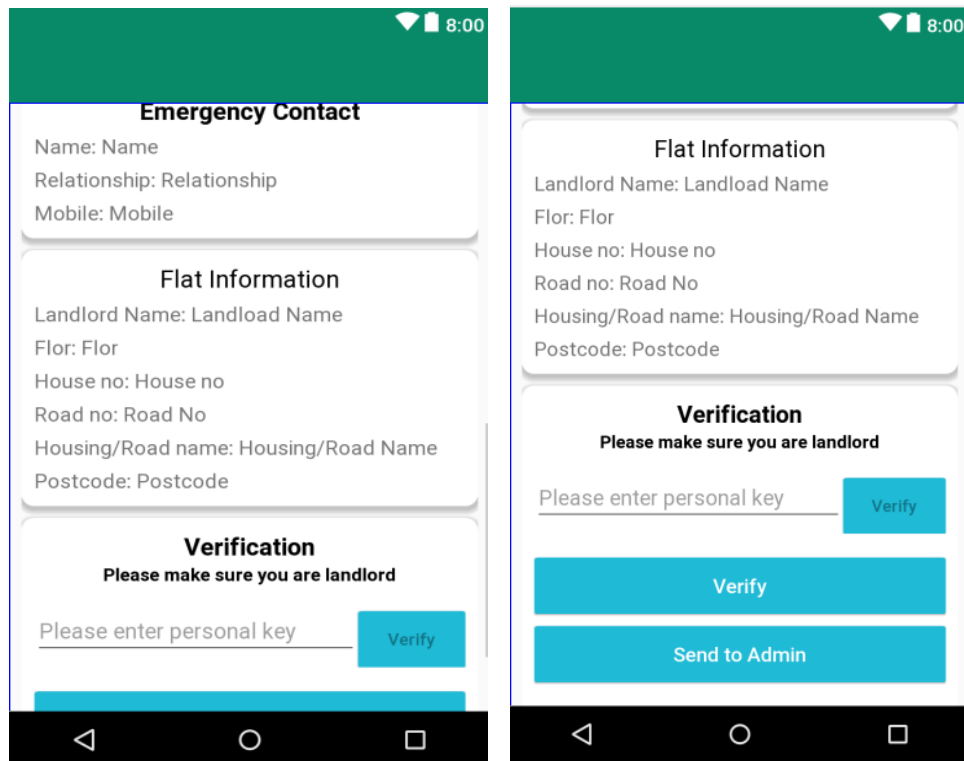 8:00
Emergency Contact
Name: Name
Relationship: Relationship
Mobile: Mobile
Flat Information
Landlord Name: Landload Name
Flor: Flor
House no: House no
Road no: Road No
Housing/Road name: Housing/Road Name
Postcode: Postcode
Verification
Please make sure you are landlord
Please enter personal key
Verify
8:00
Flat Information
Landlord Name: Landload Name
Flor: Flor
House no: House no
Road no: Road No
Housing/Road name: Housing/Road Name
Postcode: Postcode
Verification
Please make sure you are landlord
Please enter personal key
Verify
Verify
Send to Admin